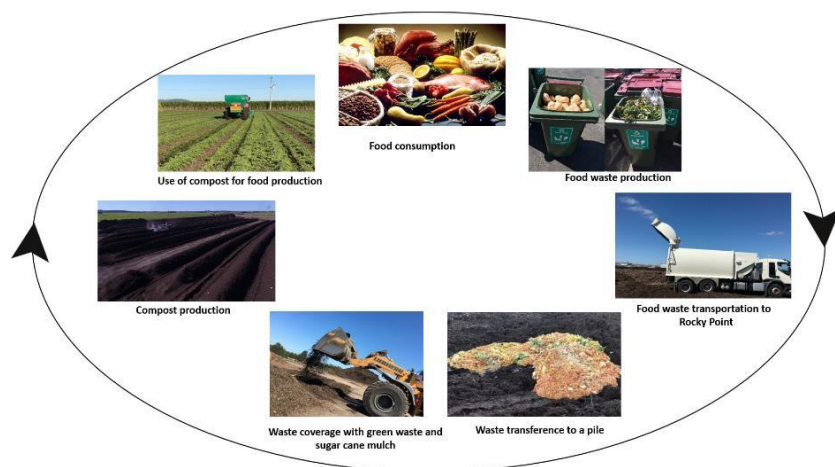 Food consumption
Food waste production
Food waste transportation to
Rocky Point
Waste transference to a pile
Waste coverage with green waste and
sugar cane mulch
Compost production
Use of compost for food production